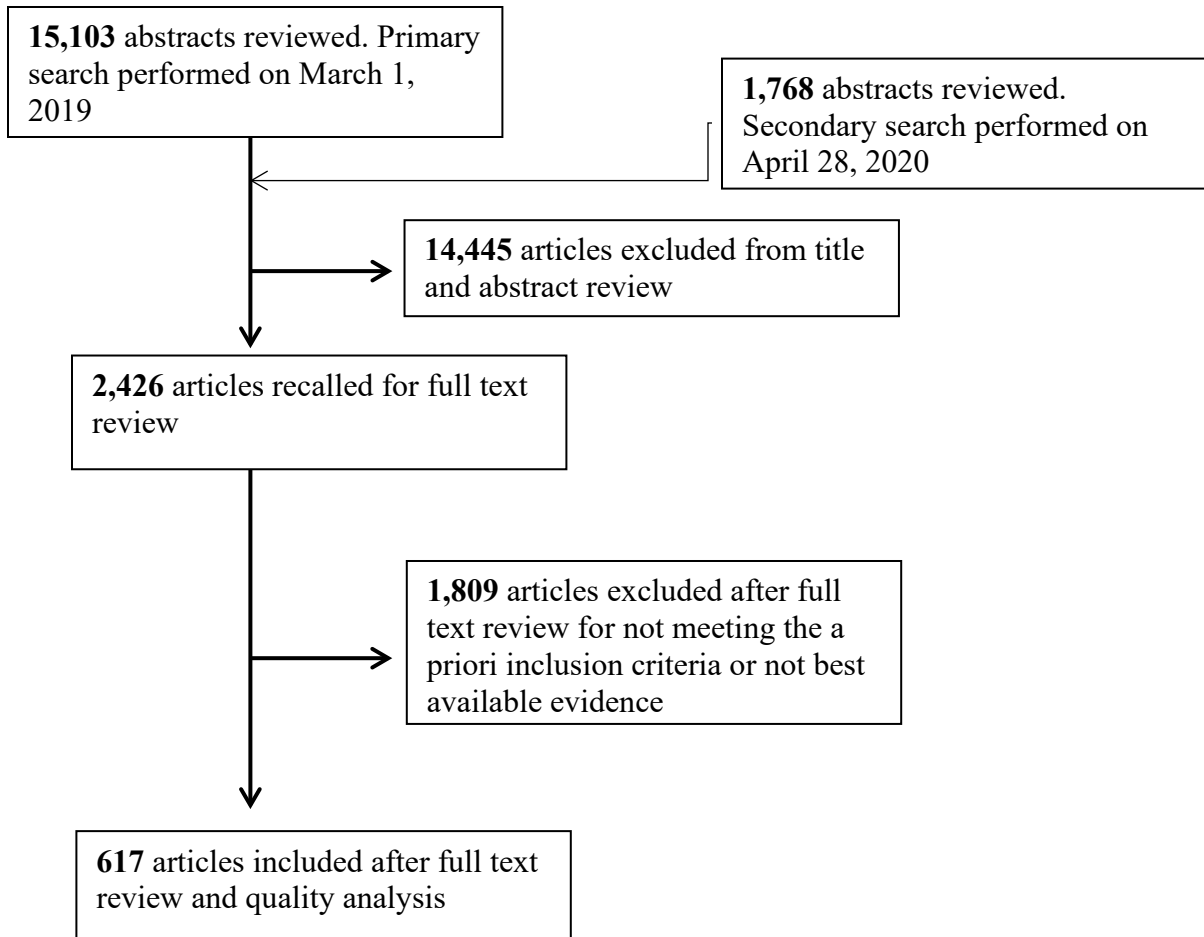 15,103 abstracts reviewed. Primary
search performed on March 1,
2019
1,768 abstracts reviewed.
Secondary search performed on
April 28, 2020
14,445 articles excluded from title
and abstract review
2,426 articles recalled for full text
review
1,809 articles excluded after full
text review for not meeting the a
priori inclusion criteria or not best
available evidence
617 articles included after full text
review and quality analysis